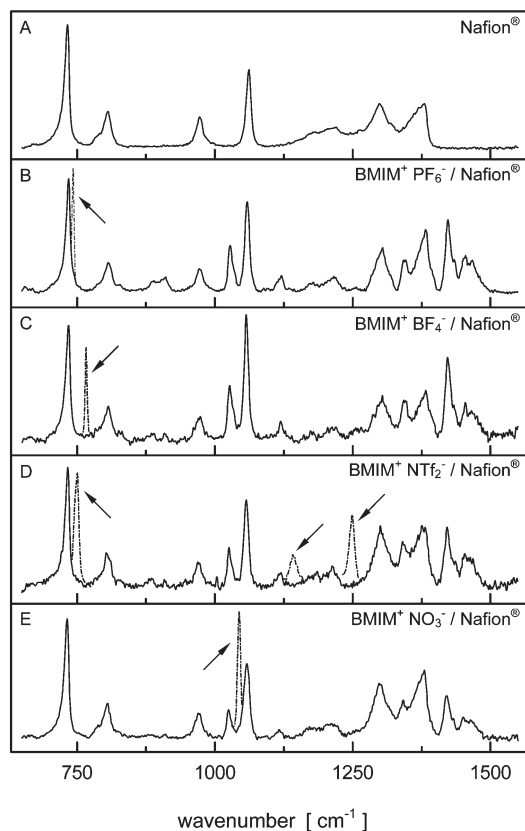 A Nafion®
B BMIM⁺ PF₆⁻ / Nafion®
C BMIM⁺ BF₄⁻ / Nafion®
D BMIM⁺ NTf₂⁻ / Nafion®
E BMIM⁺ NO₃⁻ / Nafion®
750 1000 1250 1500
wavenumber [ cm⁻¹ ]